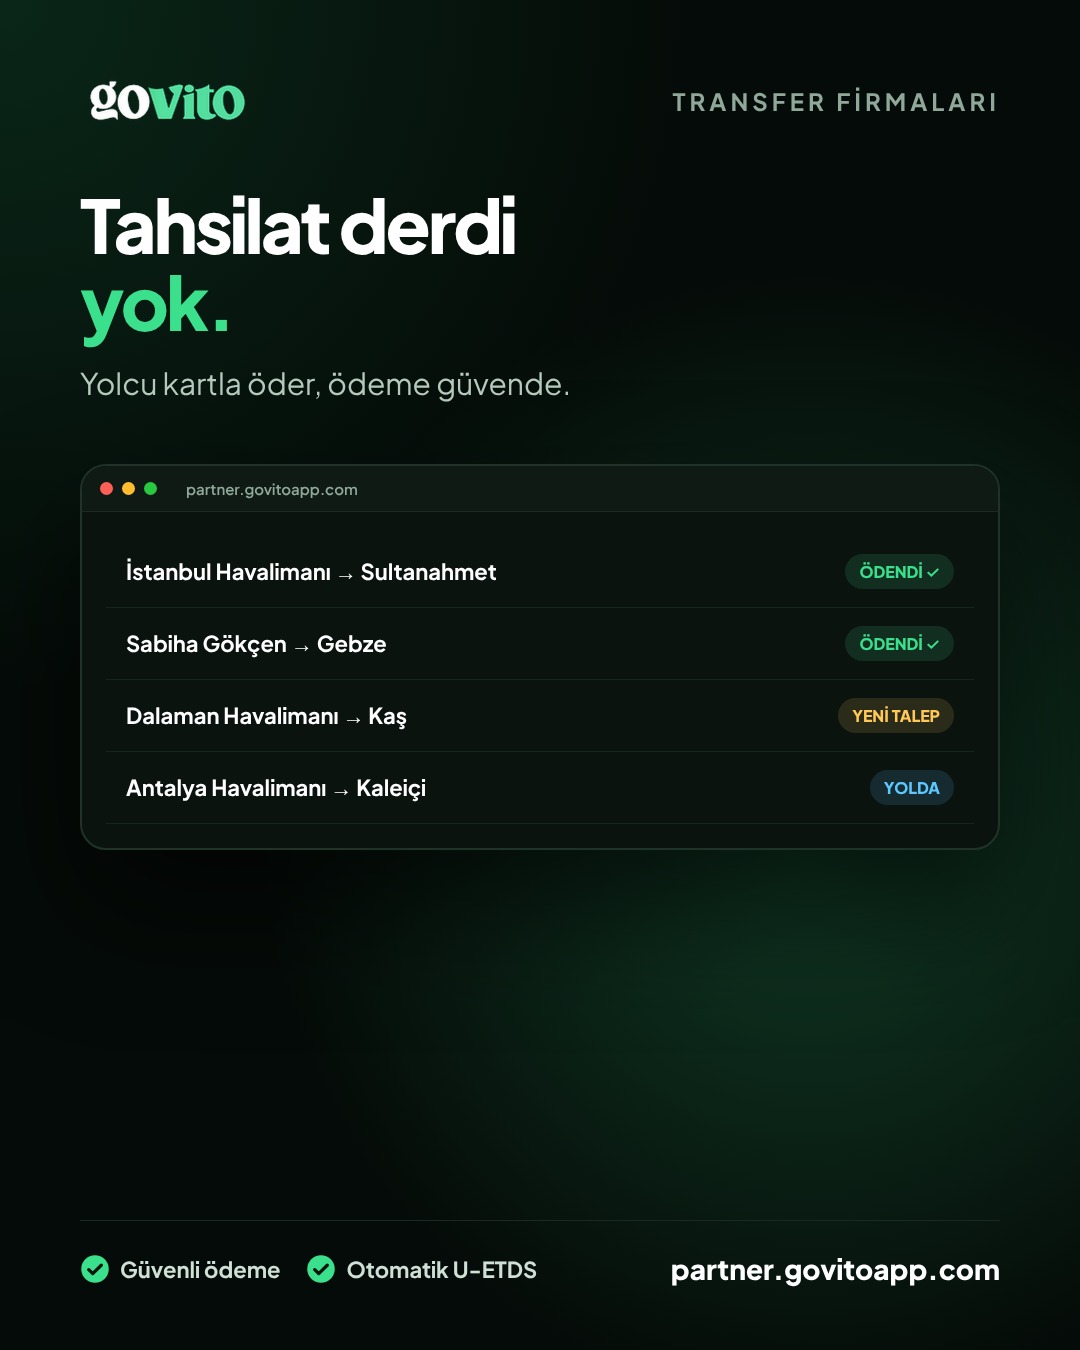 govito
TRANSFER FİRMALARI
Tahsilat derdi
yok.
Yolcu kartla öder, ödeme güvende.
partner.govitoapp.com
İstanbul Havalimanı → Sultanahmet
ÖDENDİ ✓
Sabiha Gökçen → Gebze
ÖDENDİ ✓
Dalaman Havalimanı → Kaş
YENİ TALEP
Antalya Havalimanı → Kaleiçi
YOLDA
Güvenli ödeme
Otomatik U-ETDS
partner.govitoapp.com